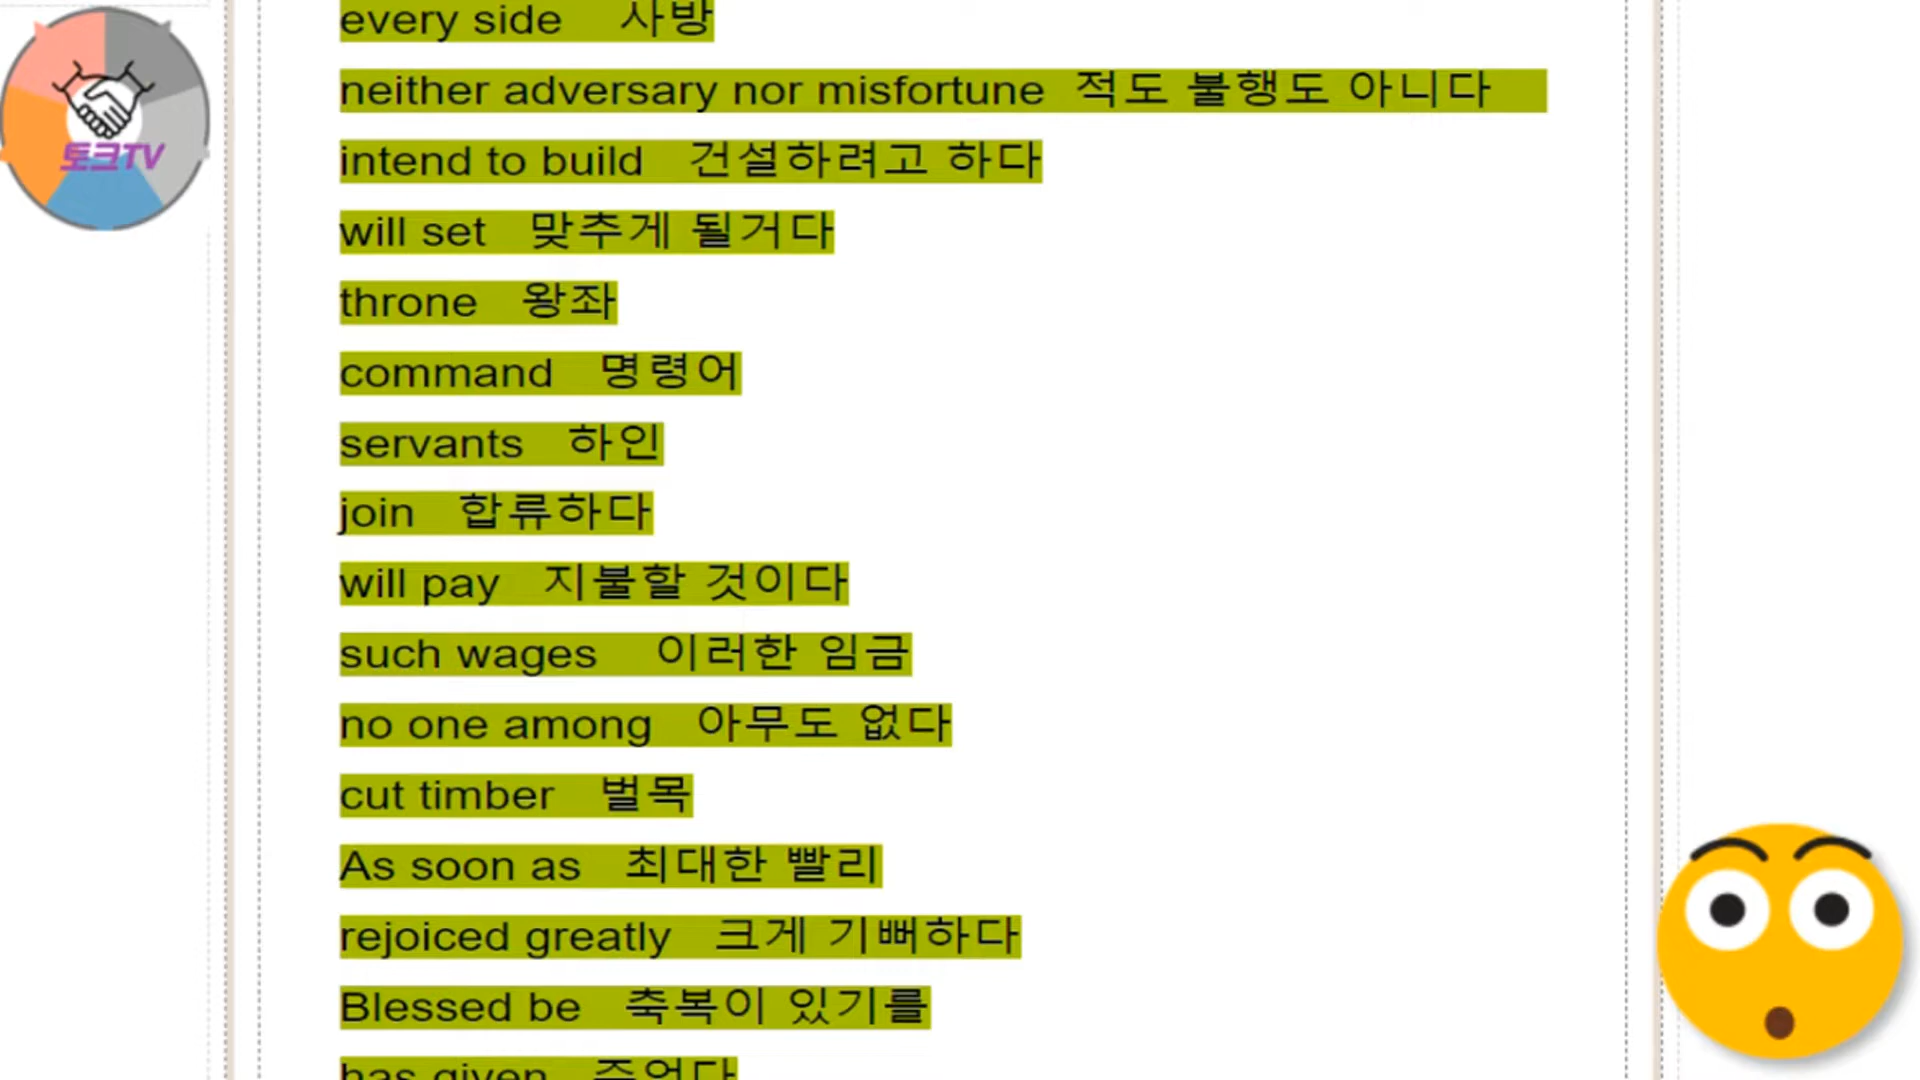 토크TV
every side 사방
neither adversary nor misfortune 적도 불행도 아니다
intend to build 건설하려고 하다
will set 맞추게 될거다
throne 왕좌
command 명령어
servants 하인
join 합류하다
will pay 지불할 것이다
such wages 이러한 임금
no one among 아무도 없다
cut timber 벌목
As soon as 최대한 빨리
rejoiced greatly 크게 기뻐하다
Blessed be 축복이 있기를
has given 주었다